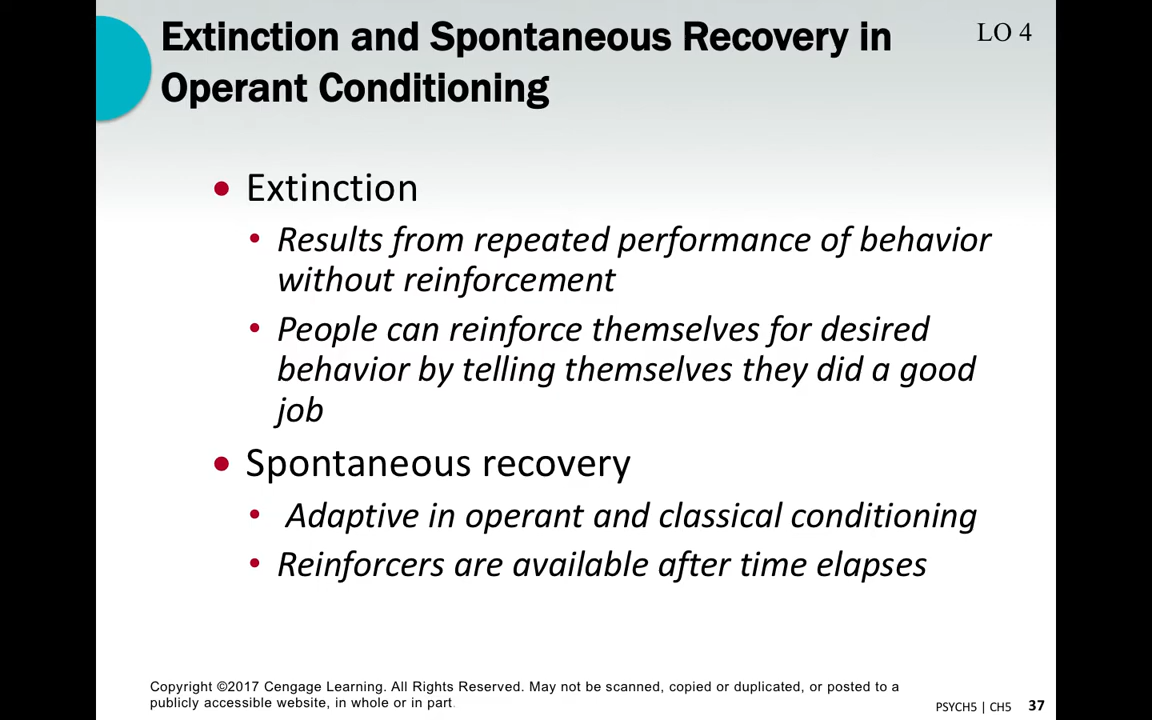 Extinction and Spontaneous Recovery in
Operant Conditioning
LO 4
• Extinction
• Results from repeated performance of behavior
without reinforcement
• People can reinforce themselves for desired
behavior by telling themselves they did a good
job
• Spontaneous recovery
• Adaptive in operant and classical conditioning
• Reinforcers are available after time elapses
Copyright ©2017 Cengage Learning. All Rights Reserved. May not be scanned, copied or duplicated, or posted to a
publicly accessible website, in whole or in part.
PSYCH5 | CH5 37